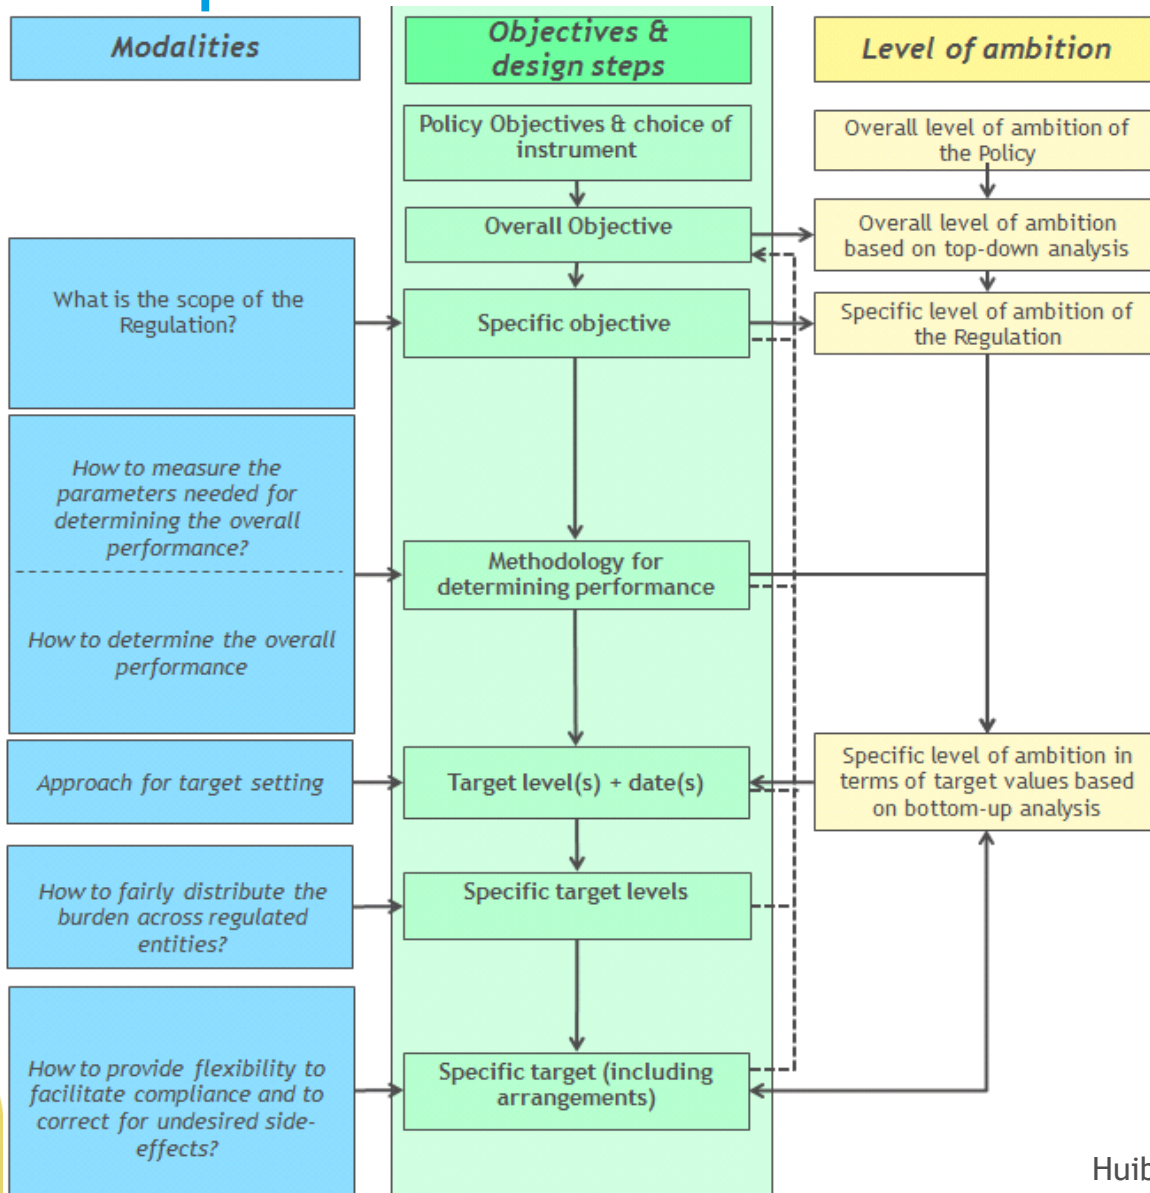 Modalities
Objectives &
design steps
Level of ambition
Policy Objectives & choice of
instrument
Overall level of ambition of
the Policy
Overall Objective
Overall level of ambition
based on top-down analysis
What is the scope of the
Regulation?
Specific objective
Specific level of ambition of
the Regulation
How to measure the
parameters needed for
determining the overall
performance?
How to determine the overall
performance
Methodology for
determining performance
Approach for target setting
Target level(s) + date(s)
Specific level of ambition in
terms of target values based
on bottom-up analysis
How to fairly distribute the
burden across regulated
entities?
Specific target levels
How to provide flexibility to
facilitate compliance and to
correct for undesired side-
effects?
Specific target (including
arrangements)
Huib